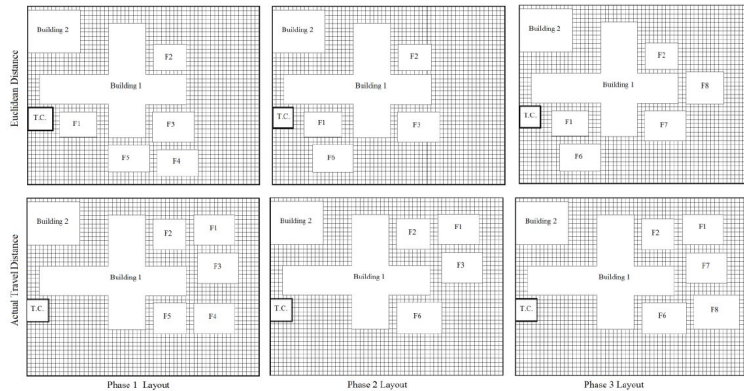 Euclidean Distance
Building 2
F2
Building 1
T.C.
F1
F3
F5
F4
Building 2
F2
Building 1
T.C.
F1
F3
F6
Building 2
F2
F8
Building 1
T.C.
F1
F7
F6
Actual Travel Distance
Building 2
F2
F1
F3
Building 1
T.C.
F5
F4
Building 2
F2
F1
F3
Building 1
T.C.
F6
Building 2
F2
F1
F7
Building 1
T.C.
F6
F8
Phase 1 Layout
Phase 2 Layout
Phase 3 Layout